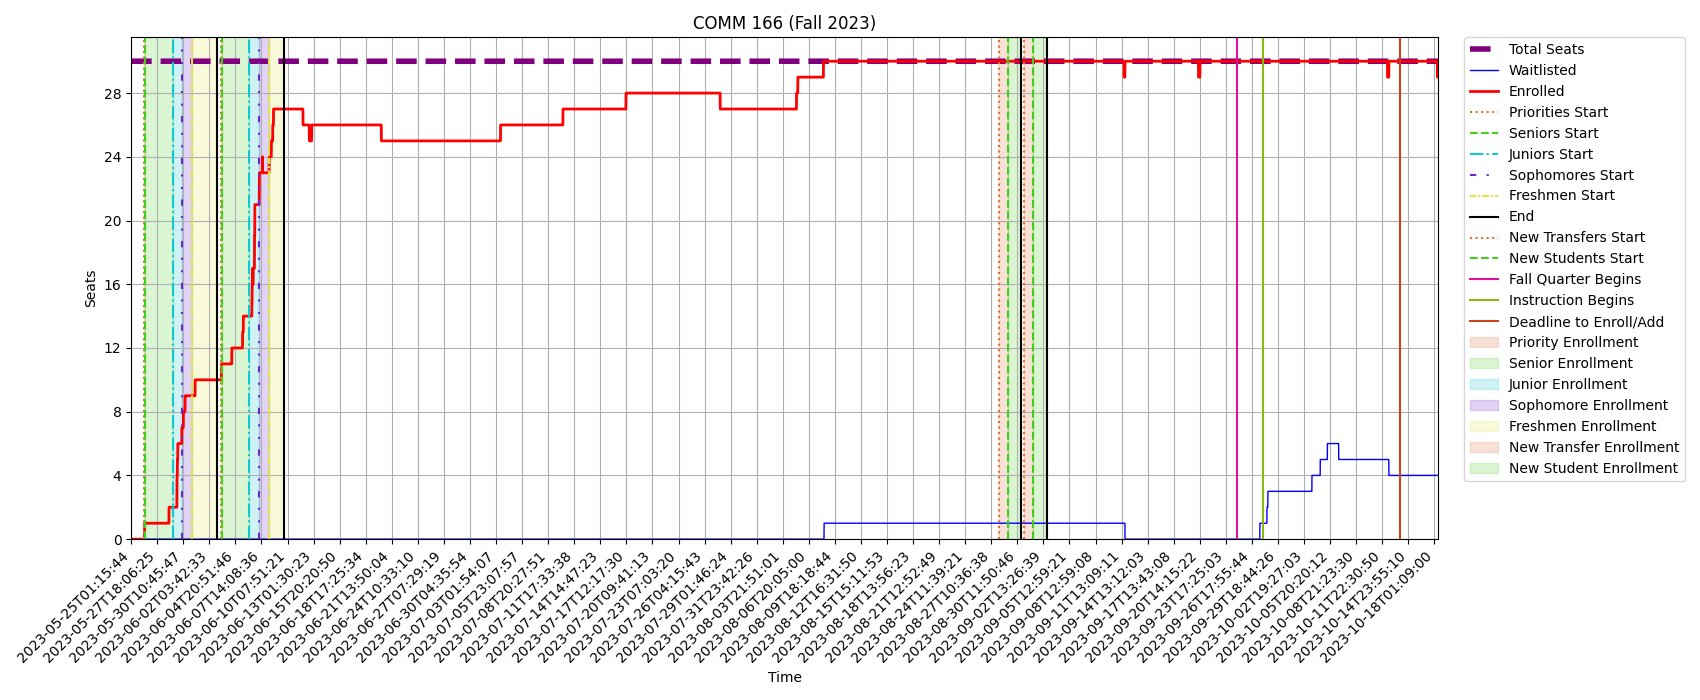 COMM 166 (Fall 2023)
Seats
28
24
20
16
12
8
4
0
2023-05-25T01:15:44
2023-05-27T18:06:25
2023-05-30T10:45:47
2023-06-02T03:42:33
2023-06-04T20:51:46
2023-06-07T14:08:36
2023-06-10T07:51:21
2023-06-13T01:30:23
2023-06-15T20:20:50
2023-06-18T17:25:34
2023-06-21T13:50:04
2023-06-24T10:33:10
2023-06-27T07:29:19
2023-06-30T04:35:54
2023-07-03T01:54:07
2023-07-05T23:07:57
2023-07-08T20:27:51
2023-07-11T17:33:38
2023-07-14T14:47:23
2023-07-17T12:17:30
2023-07-20T09:41:13
2023-07-23T07:03:20
2023-07-26T04:15:43
2023-07-29T01:46:24
2023-07-31T23:42:26
2023-08-03T21:51:01
2023-08-06T20:05:00
2023-08-09T18:18:44
2023-08-12T16:31:50
2023-08-15T15:11:53
2023-08-18T13:56:23
2023-08-21T12:52:49
2023-08-24T11:39:21
2023-08-27T10:36:38
2023-08-30T11:50:46
2023-09-02T13:26:39
2023-09-05T12:59:21
2023-09-08T12:59:08
2023-09-11T13:09:11
2023-09-14T13:12:03
2023-09-17T13:43:08
2023-09-20T14:15:22
2023-09-23T17:25:03
2023-09-26T17:55:44
2023-09-29T18:44:26
2023-10-02T19:27:03
2023-10-05T20:20:12
2023-10-08T21:23:30
2023-10-11T22:30:50
2023-10-14T23:55:10
2023-10-18T01:09:00
Time
Total Seats
Waitlisted
Enrolled
Priorities Start
Seniors Start
Juniors Start
Sophomores Start
Freshmen Start
End
New Transfers Start
New Students Start
Fall Quarter Begins
Instruction Begins
Deadline to Enroll/Add
Priority Enrollment
Senior Enrollment
Junior Enrollment
Sophomore Enrollment
Freshmen Enrollment
New Transfer Enrollment
New Student Enrollment